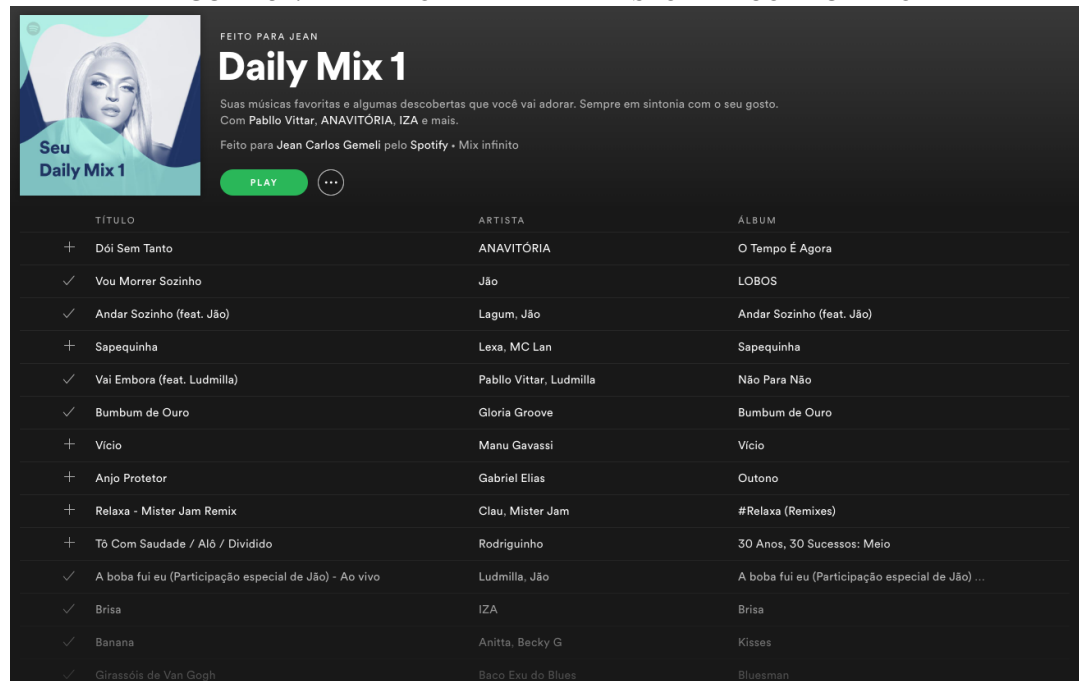 FEITO PARA JEAN
Daily Mix 1
Suas músicas favoritas e algumas descobertas que você vai adorar. Sempre em sintonia com o seu gosto.
Com Pabllo Vittar, ANAVITÓRIA, IZA e mais.
Feito para Jean Carlos Gemeli pelo Spotify • Mix infinito
Seu
Daily Mix 1
PLAY
TÍTULO ARTISTA ÁLBUM
Dói Sem Tanto ANAVITÓRIA O Tempo É Agora
Vou Morrer Sozinho Jão LOBOS
Andar Sozinho (feat. Jão) Lagum, Jão Andar Sozinho (feat. Jão)
Sapequinha Lexa, MC Lan Sapequinha
Vai Embora (feat. Ludmilla) Pabllo Vittar, Ludmilla Não Para Não
Bumbum de Ouro Gloria Groove Bumbum de Ouro
Vício Manu Gavassi Vício
Anjo Protetor Gabriel Elias Outono
Relaxa - Mister Jam Remix Clau, Mister Jam #Relaxa (Remixes)
Tô Com Saudade / Alô / Dividido Rodriguinho 30 Anos, 30 Sucessos: Meio
A boba fui eu (Participação especial de Jão) - Ao vivo Ludmilla, Jão A boba fui eu (Participação especial de Jão) ...
Brisa IZA Brisa
Banana Anitta, Becky G Kisses
Girassóis de Van Gogh Baco Exu do Blues Bluesman